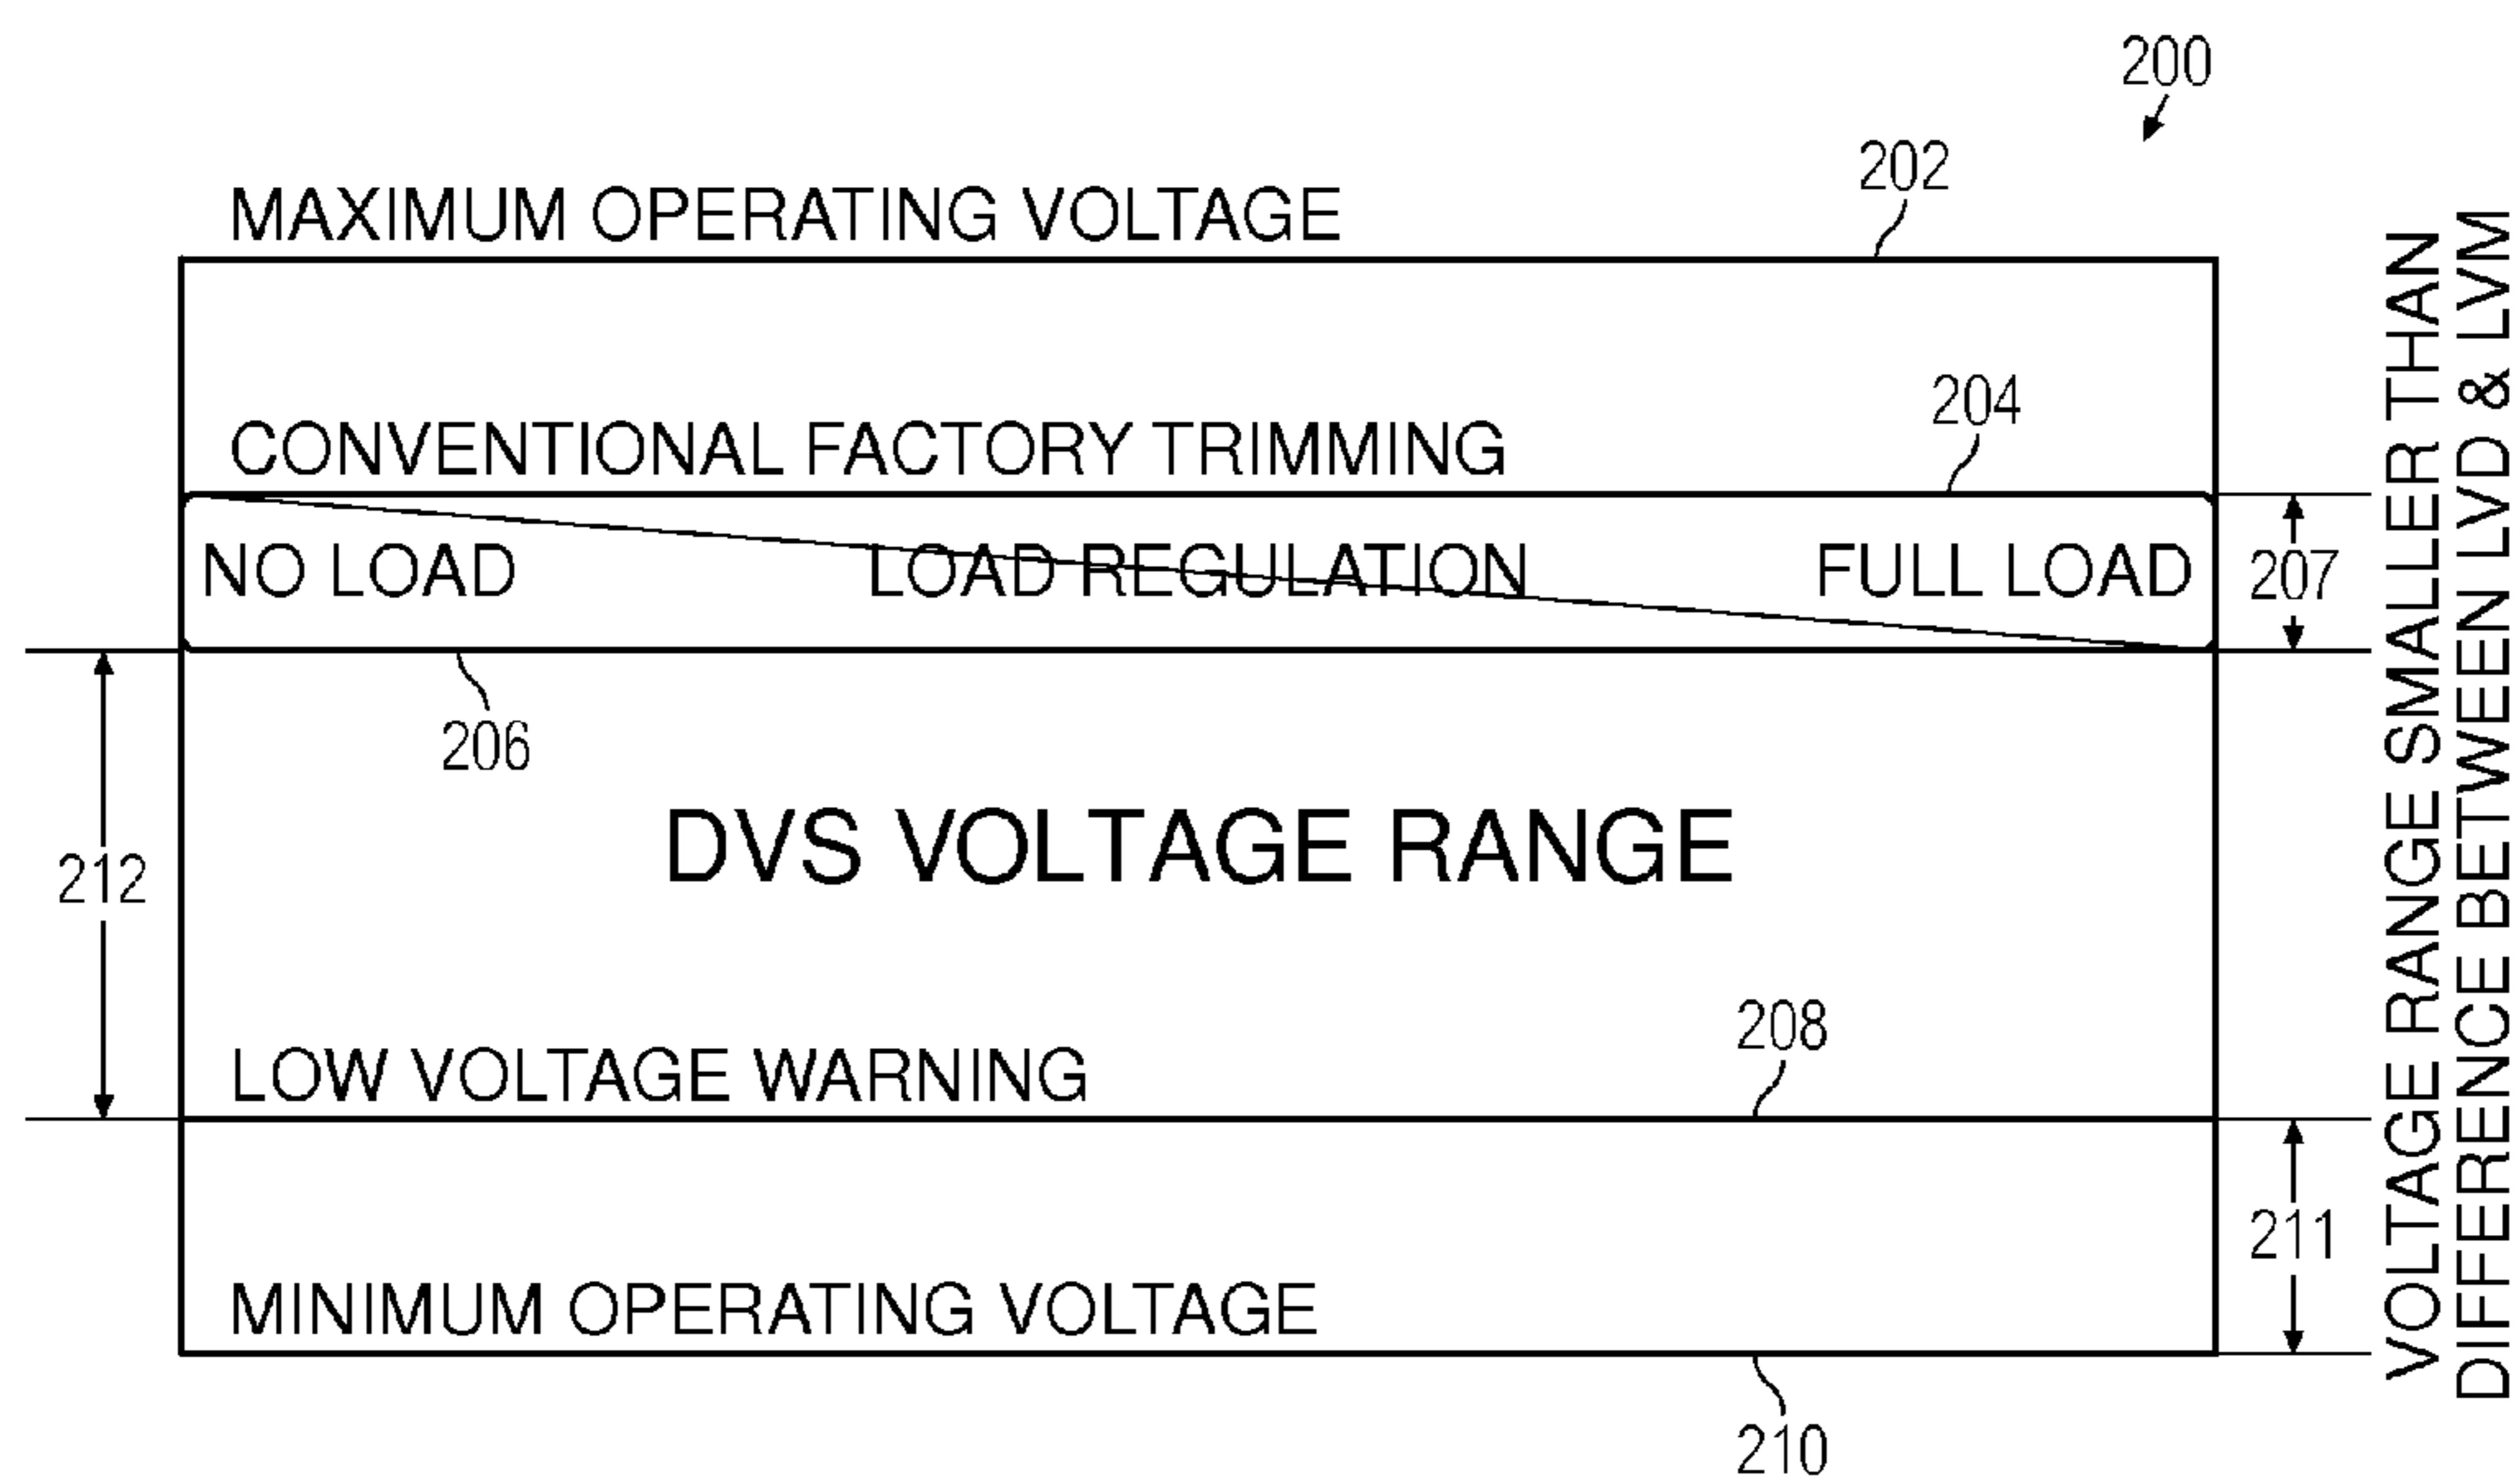 200
202
MAXIMUM OPERATING VOLTAGE
204
CONVENTIONAL FACTORY TRIMMING
NO LOAD
LOAD REGULATION
FULL LOAD
207
206
DVS VOLTAGE RANGE
212
208
LOW VOLTAGE WARNING
211
MINIMUM OPERATING VOLTAGE
210
VOLTAGE RANGE SMALLER THAN
DIFFERENCE BETWEEN LVD & LVM